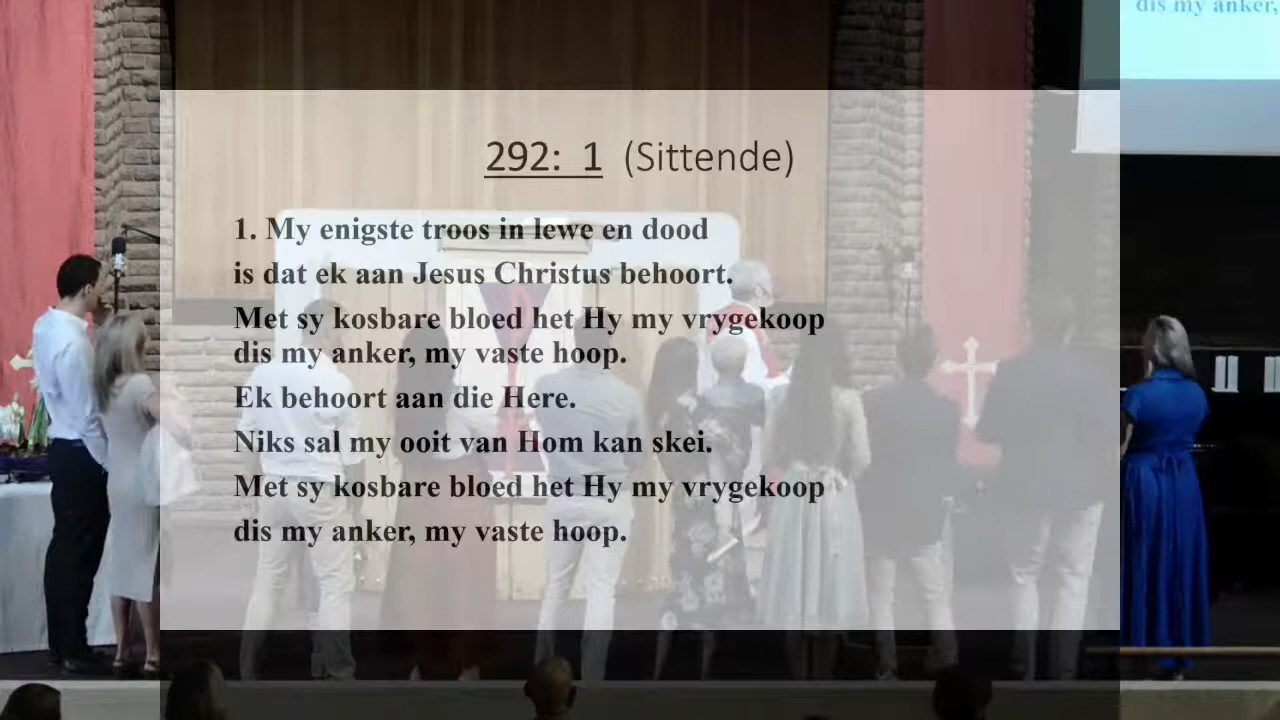 dis my anker,
292: 1 (Sittende)
1. My enigste troos in lewe en dood
is dat ek aan Jesus Christus behoort.
Met sy kosbare bloed het Hy my vrygekoop
dis my anker, my vaste hoop.
Ek behoort aan die Here.
Niks sal my ooit van Hom kan skei.
Met sy kosbare bloed het Hy my vrygekoop
dis my anker, my vaste hoop.